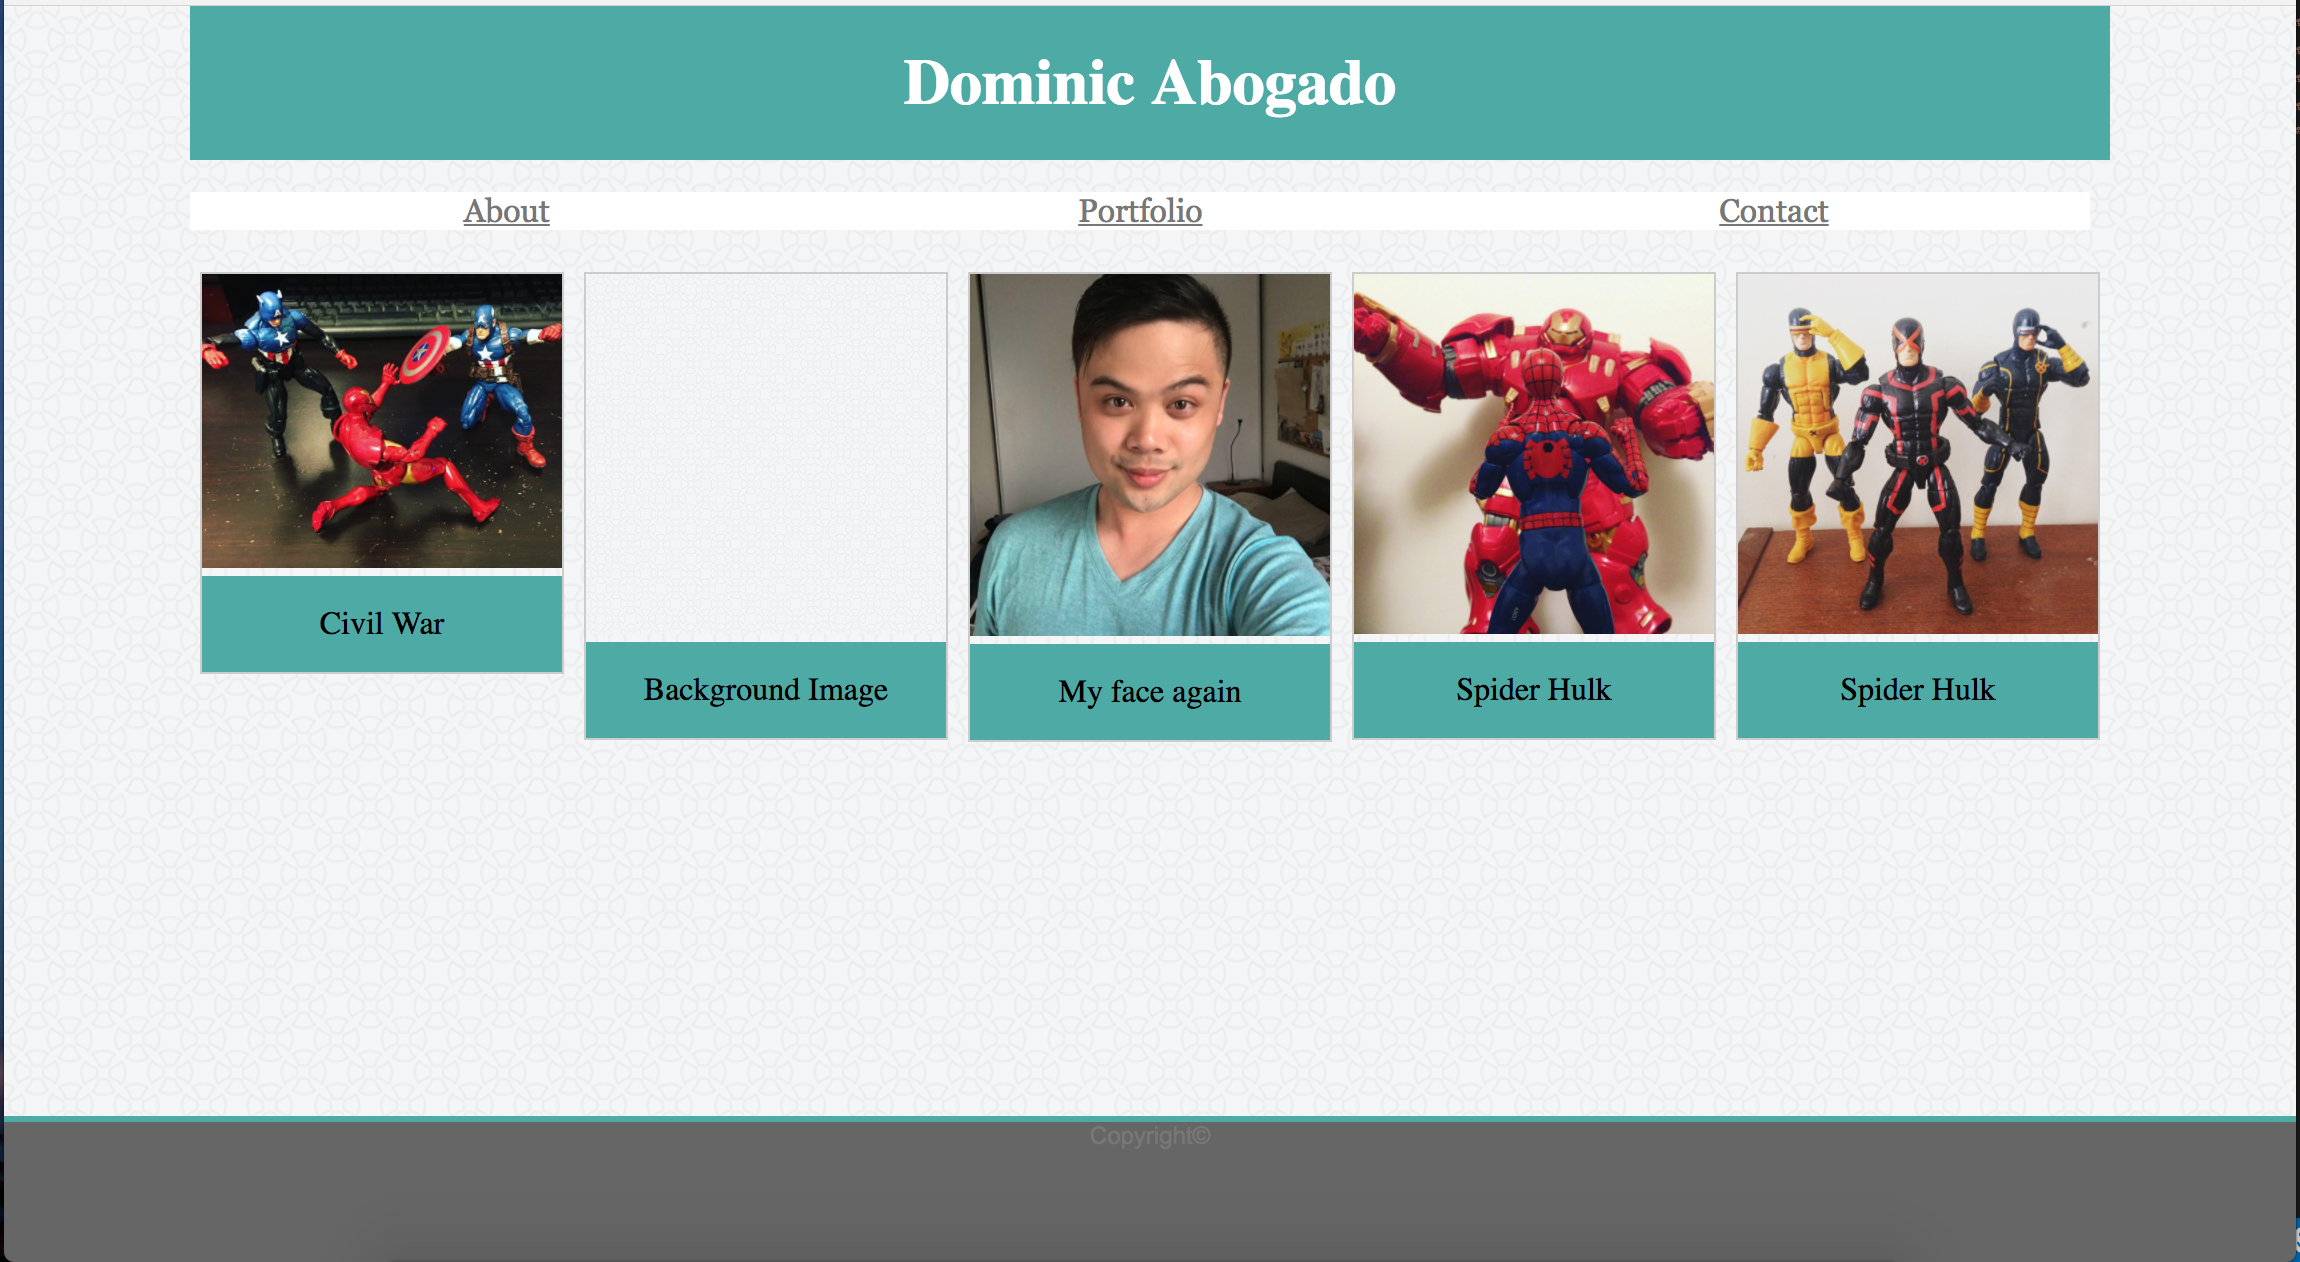 Dominic Abogado
About
Portfolio
Contact
Civil War
Background Image
My face again
Spider Hulk
Spider Hulk
Copyright©